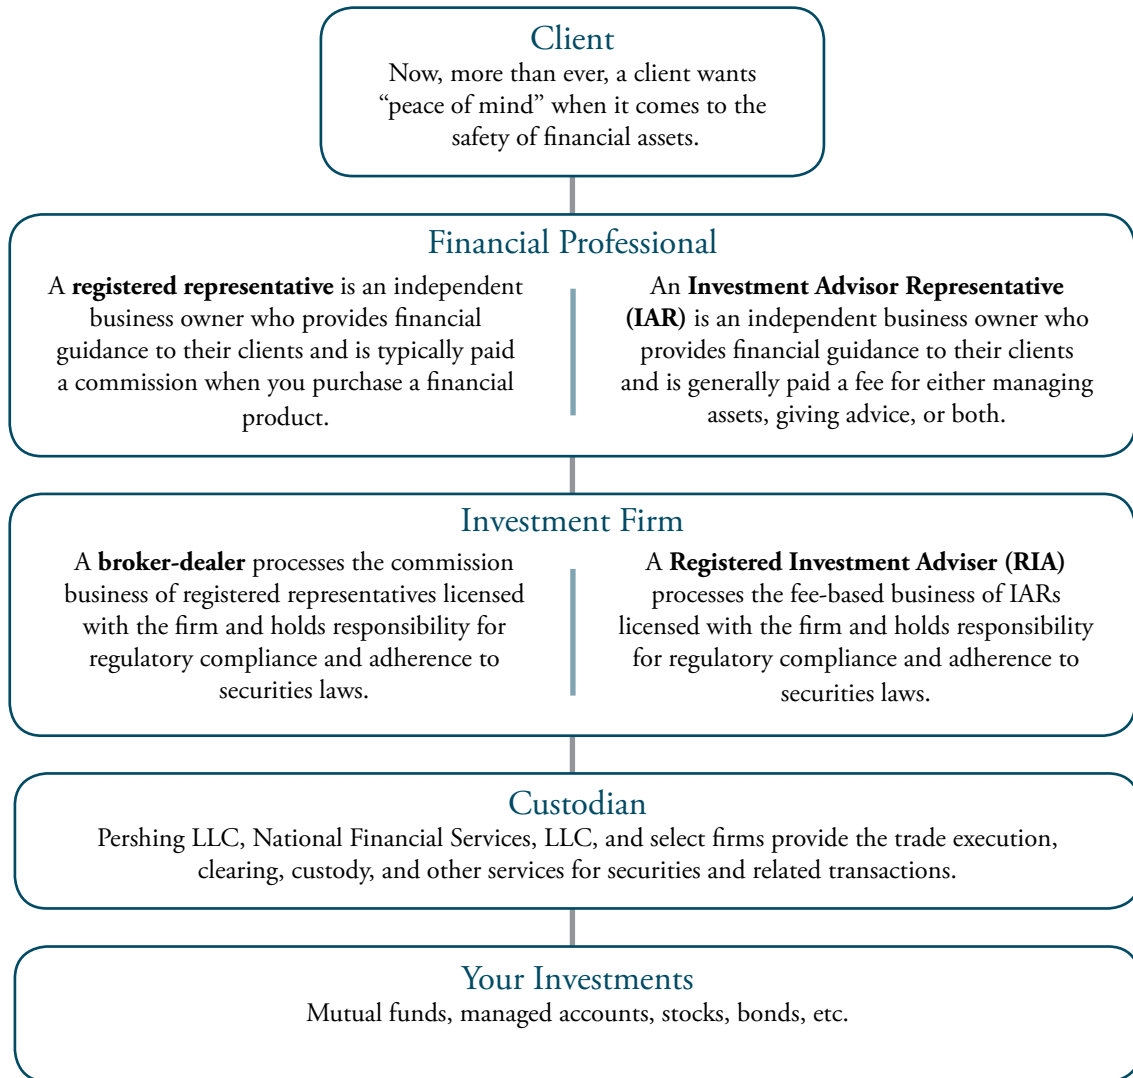 Client
Now, more than ever, a client wants
“peace of mind” when it comes to the
safety of financial assets.
Financial Professional
A registered representative is an independent
business owner who provides financial
guidance to their clients and is typically paid
a commission when you purchase a financial
product.
An Investment Advisor Representative
(IAR) is an independent business owner who
provides financial guidance to their clients
and is generally paid a fee for either managing
assets, giving advice, or both.
Investment Firm
A broker-dealer processes the commission
business of registered representatives licensed
with the firm and holds responsibility for
regulatory compliance and adherence to
securities laws.
A Registered Investment Adviser (RIA)
processes the fee-based business of IARs
licensed with the firm and holds responsibility
for regulatory compliance and adherence to
securities laws.
Custodian
Pershing LLC, National Financial Services, LLC, and select firms provide the trade execution,
clearing, custody, and other services for securities and related transactions.
Your Investments
Mutual funds, managed accounts, stocks, bonds, etc.